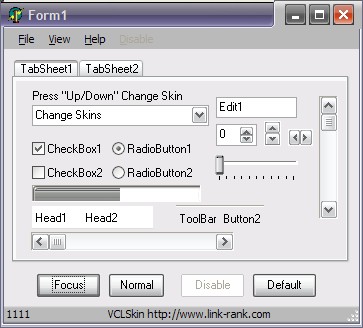 Form1
File View Help Disable
TabSheet1 TabSheet2
Press "Up/Down" Change Skin
Change Skins
Edit1
0
CheckBox1 RadioButton1
CheckBox2 RadioButton2
Head1 Head2 ToolBar Button2
Focus Normal Disable Default
1111 VCLSkin http://www.link-rank.com